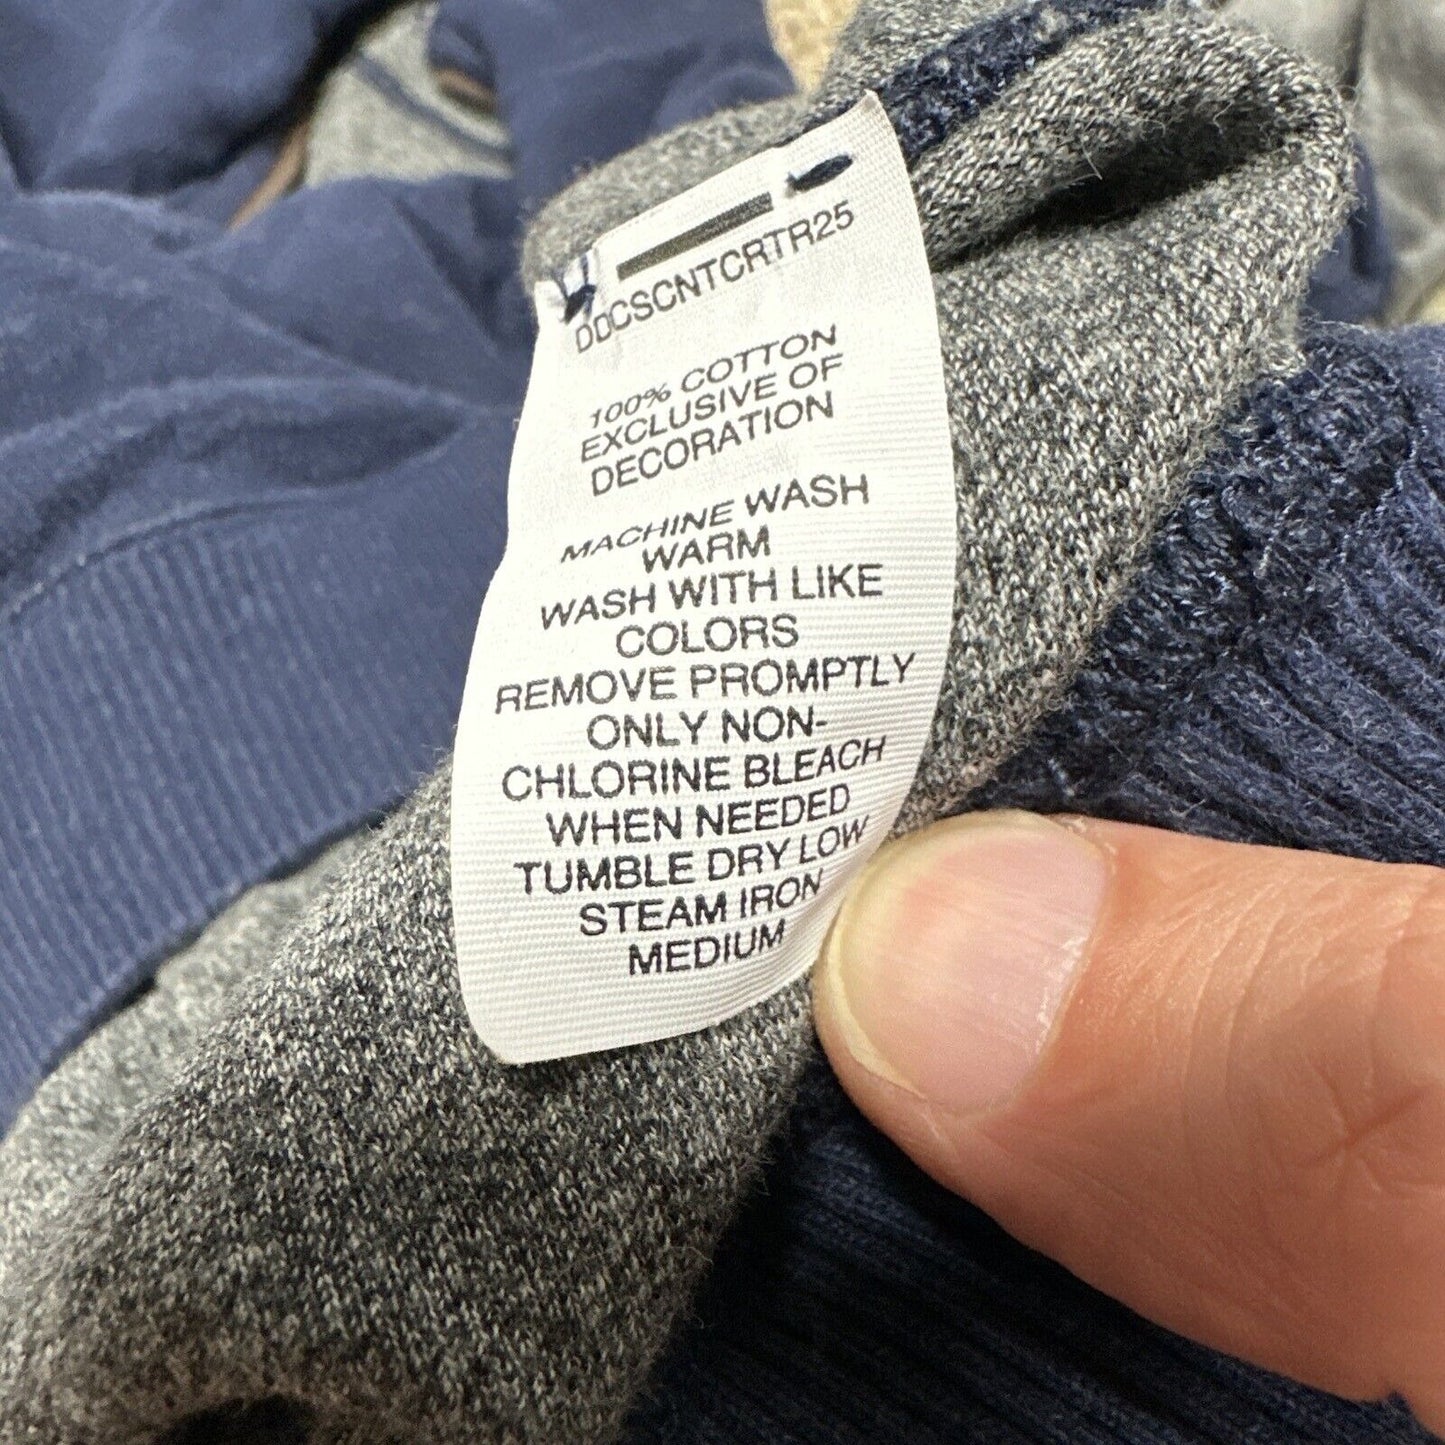 DDCSCNTCRTR25
100% COTTON
EXCLUSIVE OF
DECORATION
MACHINE WASH
WARM
WASH WITH LIKE
COLORS
REMOVE PROMPTLY
ONLY NON-
CHLORINE BLEACH
WHEN NEEDED
TUMBLE DRY LOW
STEAM IRON
MEDIUM